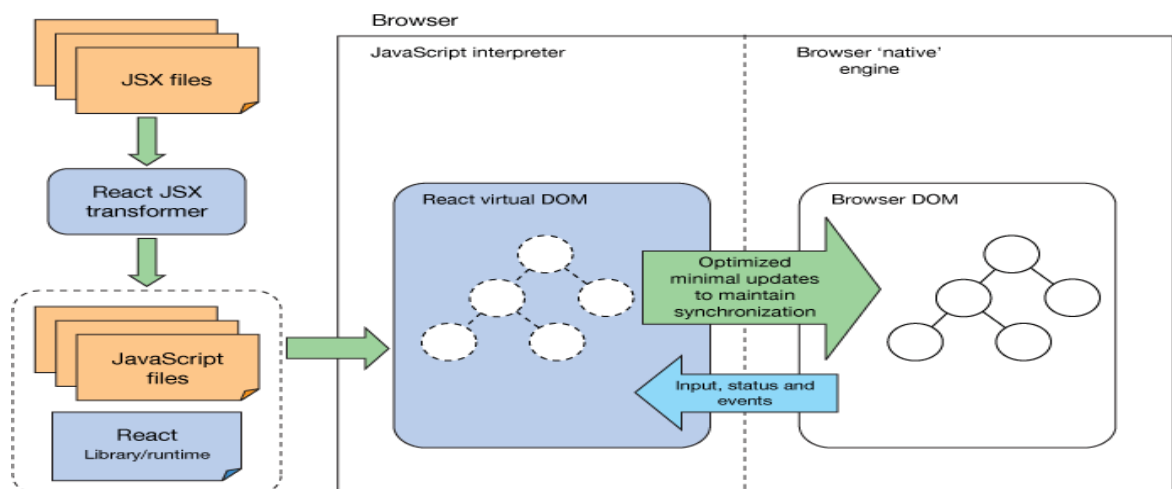 Browser
JSX files
JavaScript interpreter
Browser ‘native’
engine
React JSX
transformer
React virtual DOM
Browser DOM
Optimized
minimal updates
to maintain
synchronization
JavaScript
files
Input, status and
events
React
Library/runtime